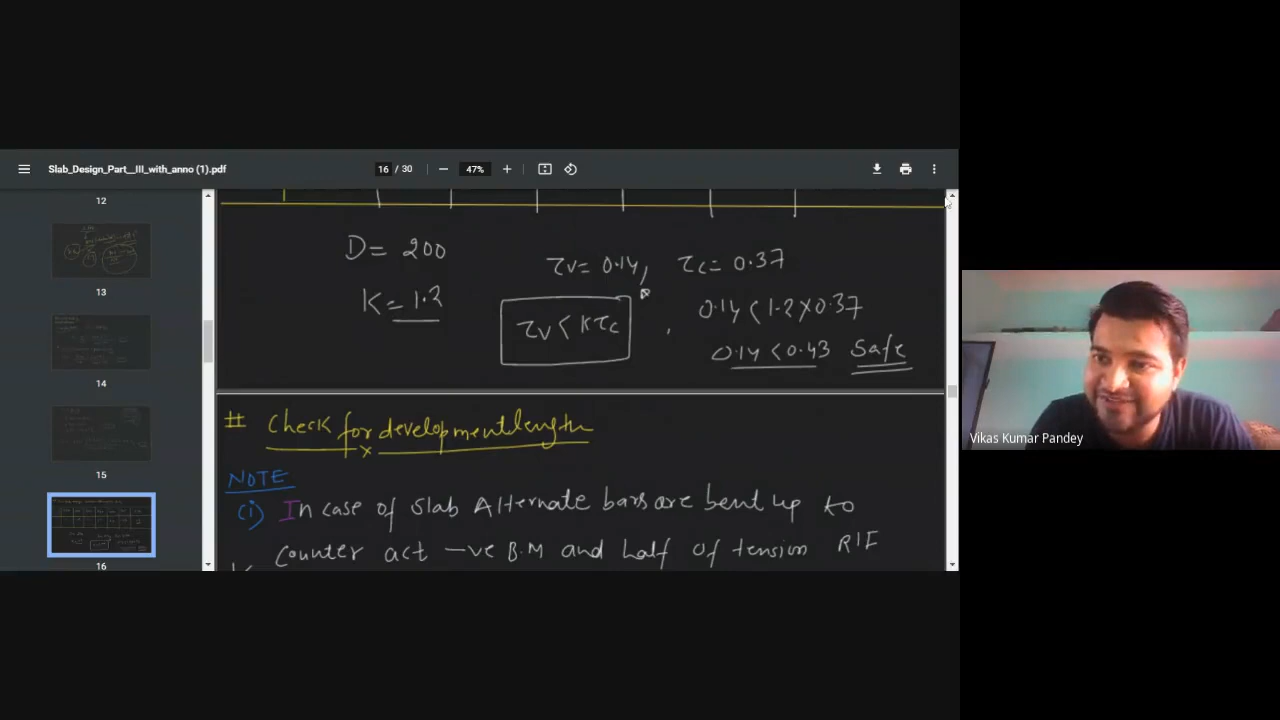 Slab_Design_Part__III_with_anno (1).pdf
16 / 30
47%
12
13
14
15
16
D = 200
τv = 0.14, τc = 0.37
K = 1.2
τv < Kτc , 0.14 < 1.2 × 0.37
0.14 < 0.43 Safe
# Check for development length
NOTE
(i) In case of slab Alternate bars are bent up to
counter act -ve B.M and half of tension R/F
Vikas Kumar Pandey